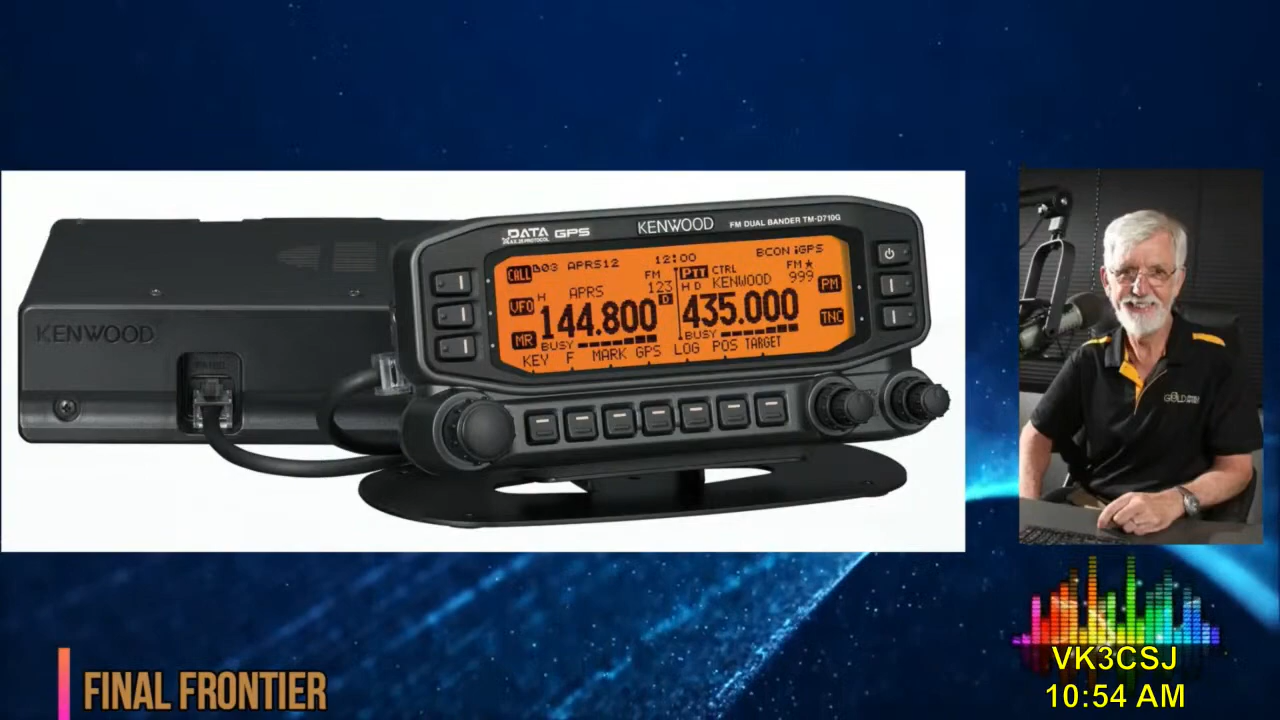 KENWOOD
PANEL
DATA GPS
KENWOOD
FM DUAL BANDER TM-D710G
03 APRS12
12:00
BCON iGPS
CALL
VFO
MR
H
APRS
FM
123
D
144.800
BUSY
PTT CTRL
FM★
H D KENWOOD
999
435.000
BUSY
PM
TNC
KEY F MARK GPS LOG POS TARGET
FINAL FRONTIER
VK3CSJ
10:54 AM